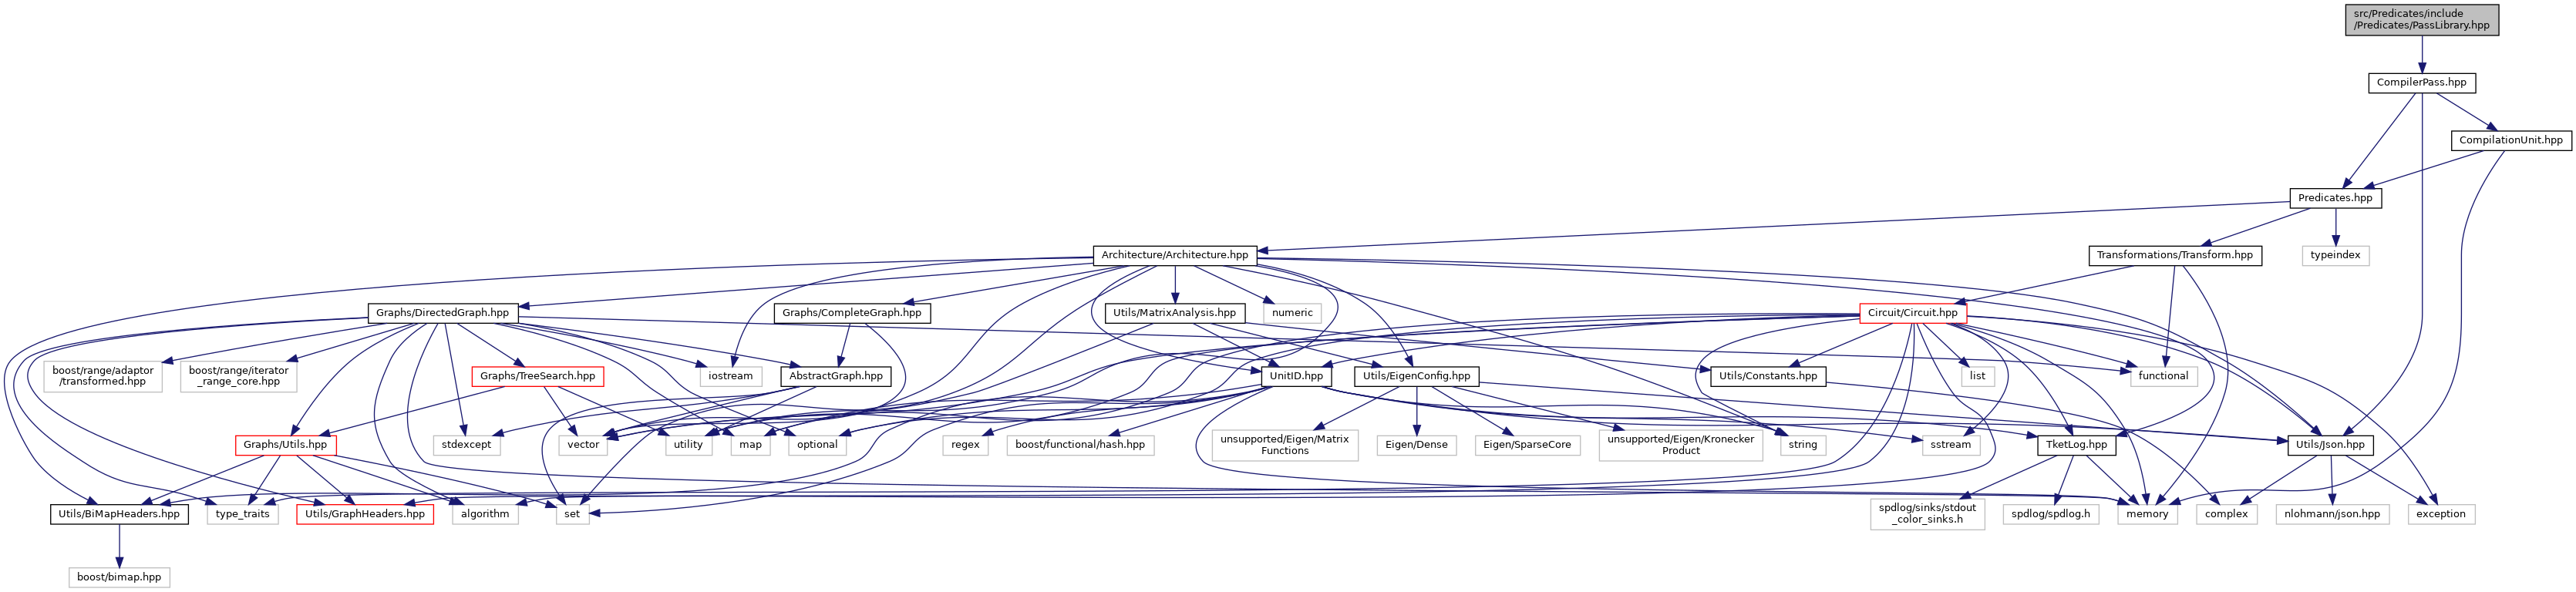 src/Predicates/include
/Predicates/PassLibrary.hpp
CompilerPass.hpp
CompilationUnit.hpp
Predicates.hpp
Architecture/Architecture.hpp
Transformations/Transform.hpp
typeindex
Graphs/DirectedGraph.hpp
Graphs/CompleteGraph.hpp
Utils/MatrixAnalysis.hpp
numeric
Circuit/Circuit.hpp
boost/range/adaptor
/transformed.hpp
boost/range/iterator
_range_core.hpp
Graphs/TreeSearch.hpp
iostream
AbstractGraph.hpp
UnitID.hpp
Utils/EigenConfig.hpp
Utils/Constants.hpp
list
functional
Graphs/Utils.hpp
stdexcept
vector
utility
map
optional
regex
boost/functional/hash.hpp
unsupported/Eigen/Matrix
Functions
Eigen/Dense
Eigen/SparseCore
unsupported/Eigen/Kronecker
Product
string
sstream
TketLog.hpp
Utils/Json.hpp
Utils/BiMapHeaders.hpp
type_traits
Utils/GraphHeaders.hpp
algorithm
set
spdlog/sinks/stdout
_color_sinks.h
spdlog/spdlog.h
memory
complex
nlohmann/json.hpp
exception
boost/bimap.hpp